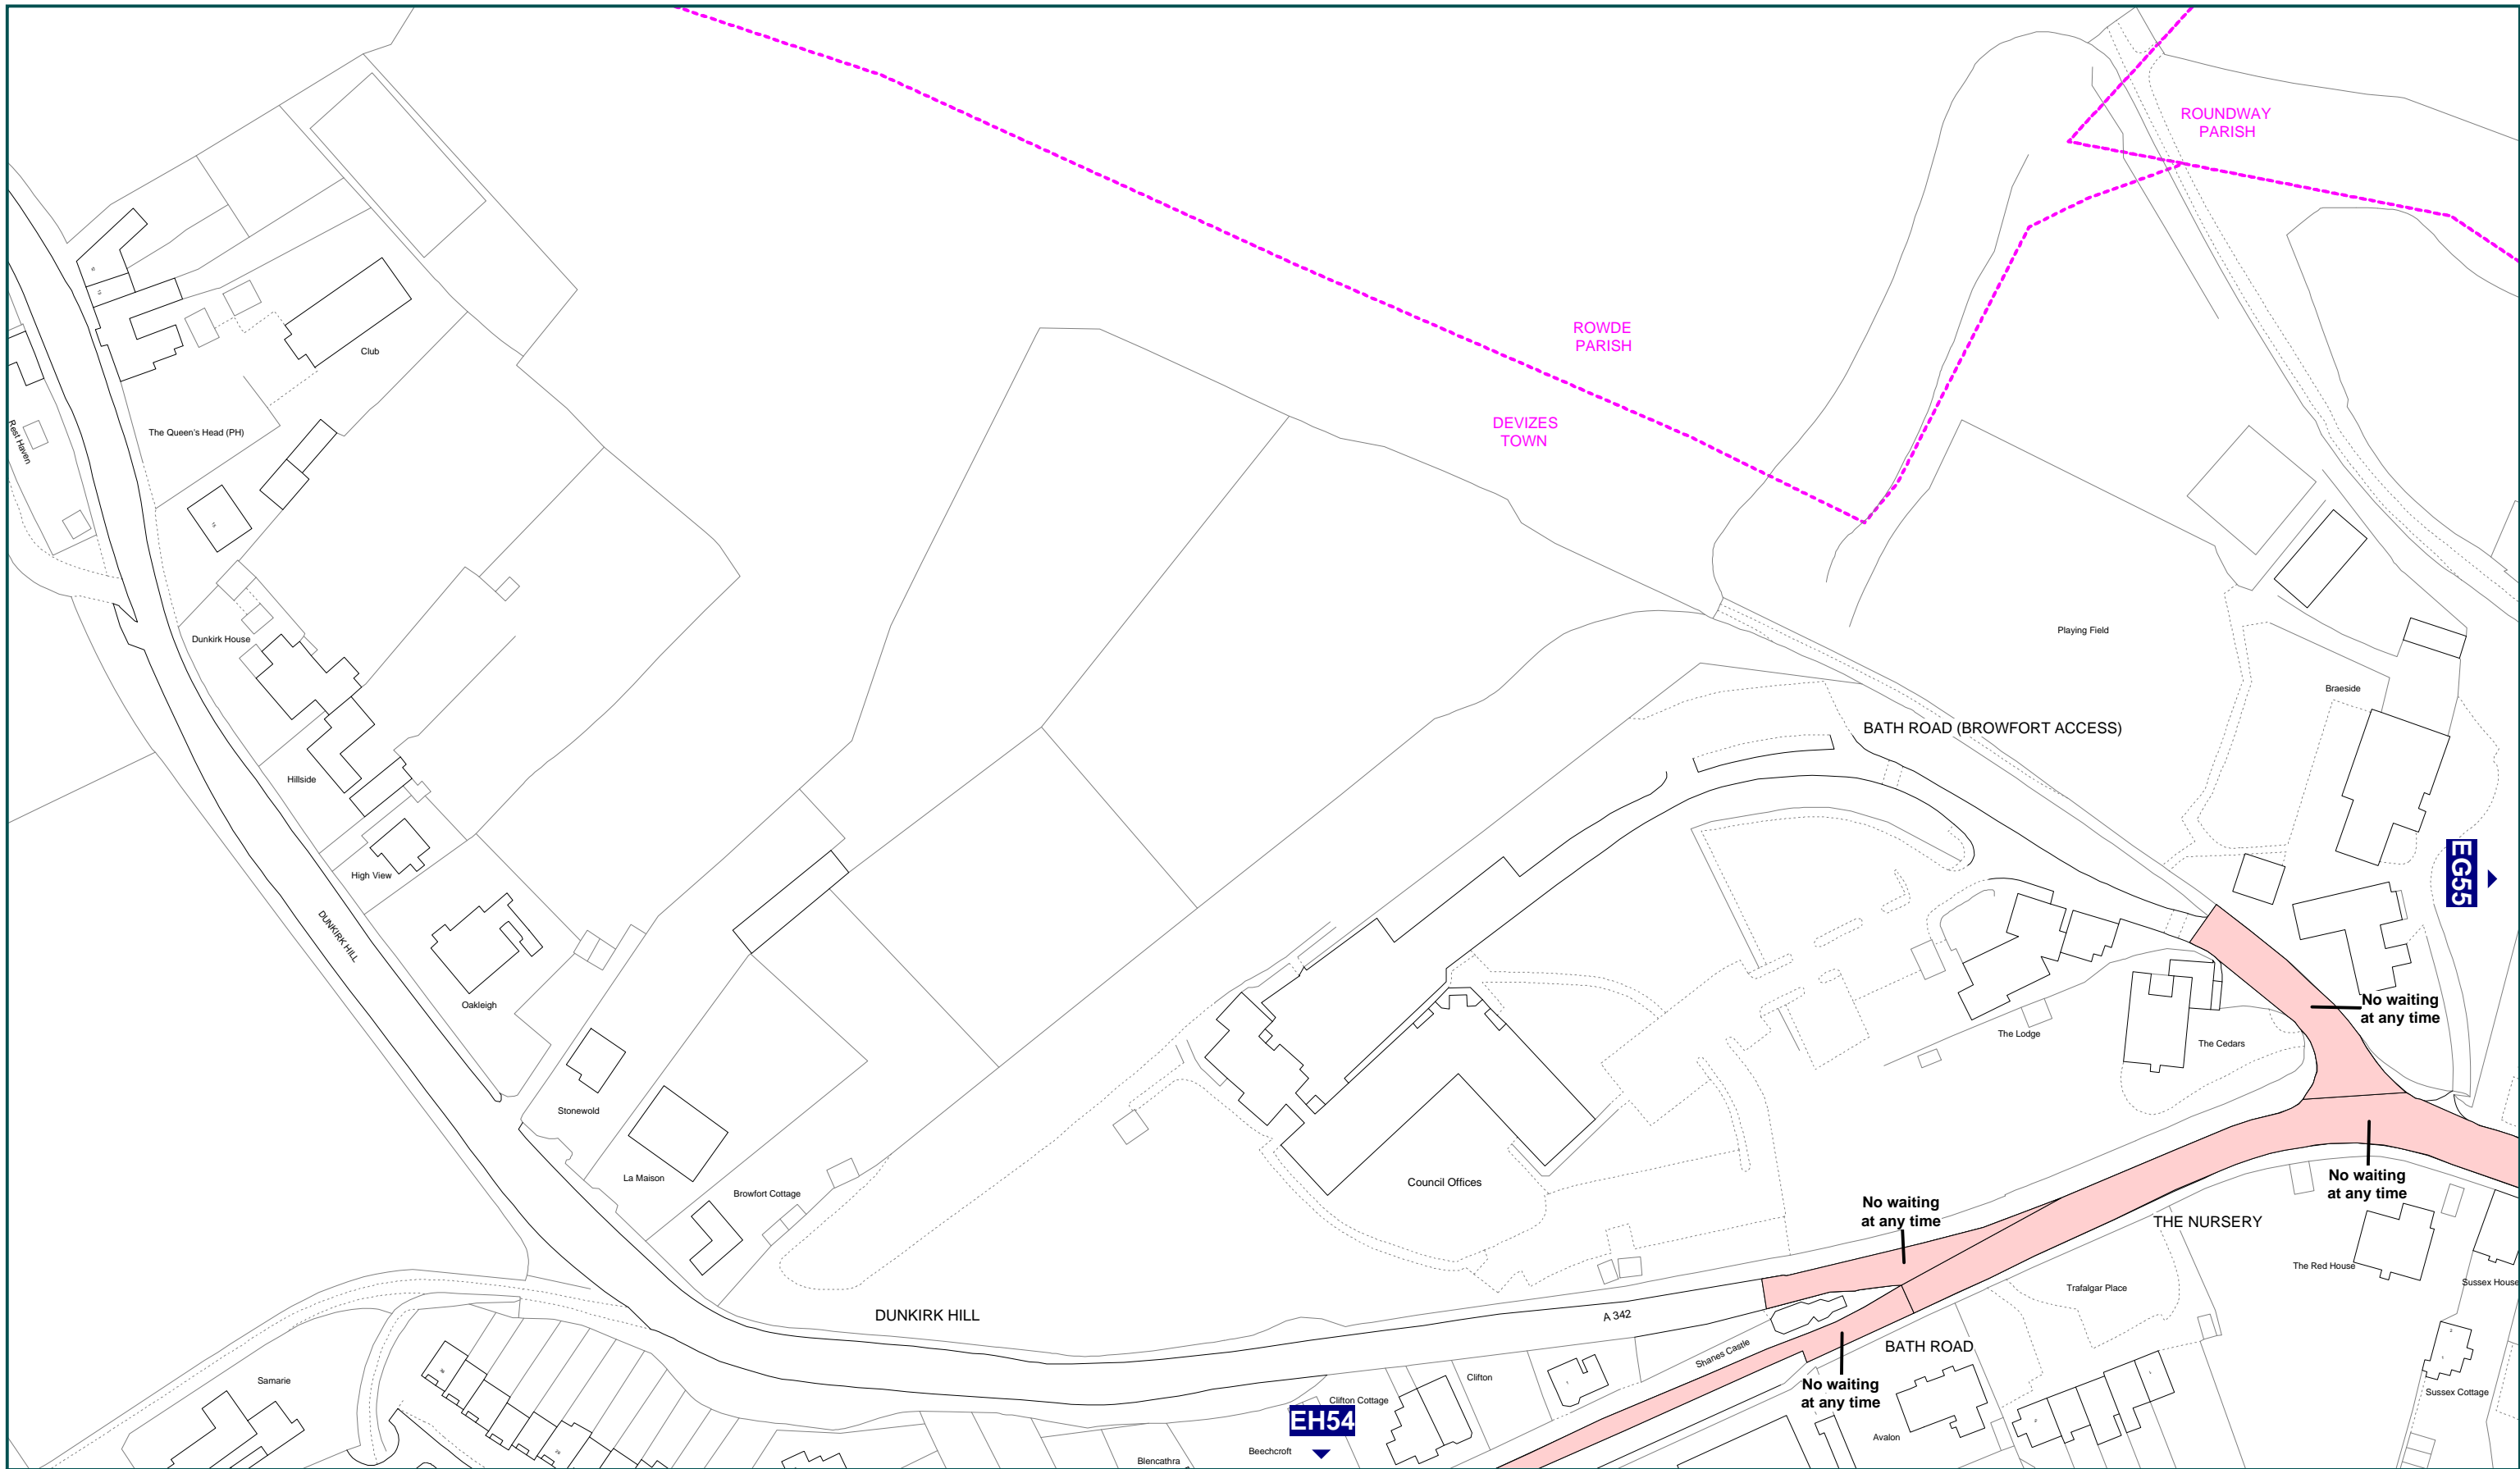 ROUNDWAY
PARISH
ROWDE
PARISH
DEVIZES
TOWN
Club
The Queen's Head (PH)
Rest Haven
Dunkirk House
Playing Field
Braeside
BATH ROAD (BROWFORT ACCESS)
Hillside
High View
EG55
DUNKIRK HILL
Oakleigh
No waiting
at any time
The Lodge
The Cedars
Stonewold
La Maison
Browfort Cottage
Council Offices
No waiting
at any time
No waiting
at any time
THE NURSERY
The Red House
Sussex House
Trafalgar Place
DUNKIRK HILL
A 342
Shanes Castle
BATH ROAD
Samarie
Clifton
Clifton Cottage
No waiting
at any time
Sussex Cottage
EH54
Avalon
Beechcroft
Blencathra